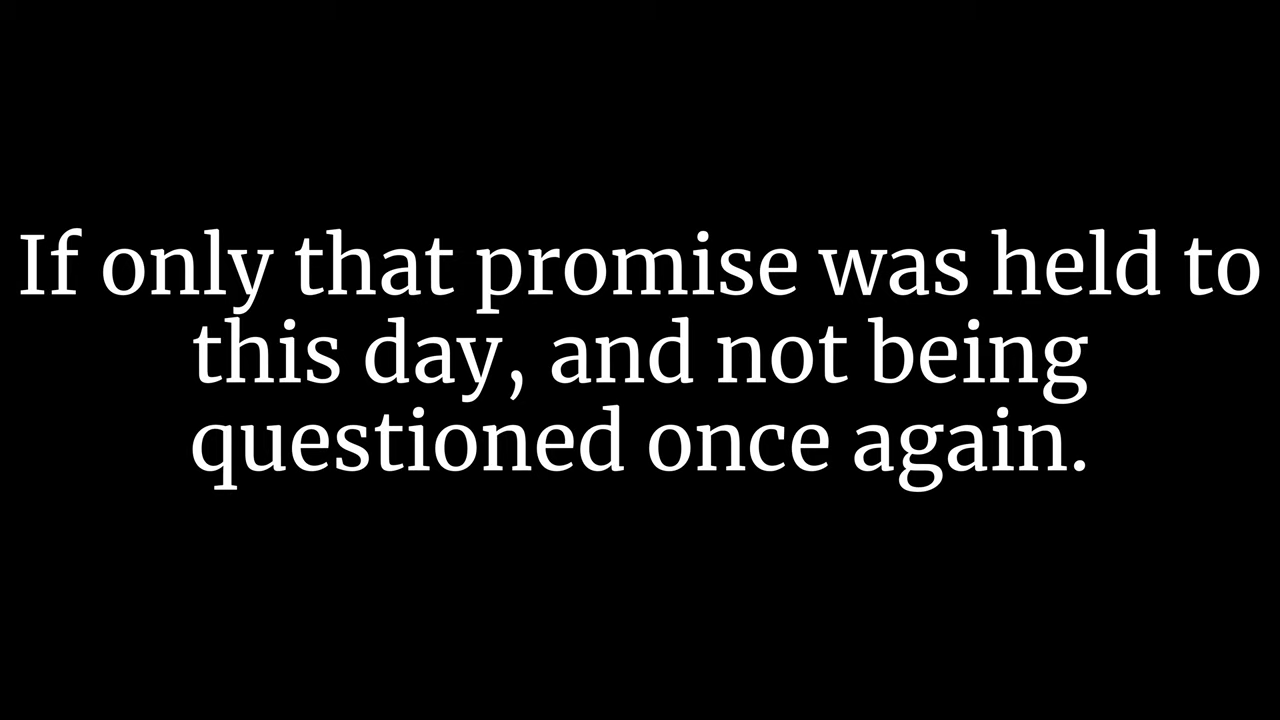 If only that promise was held to
this day, and not being
questioned once again.